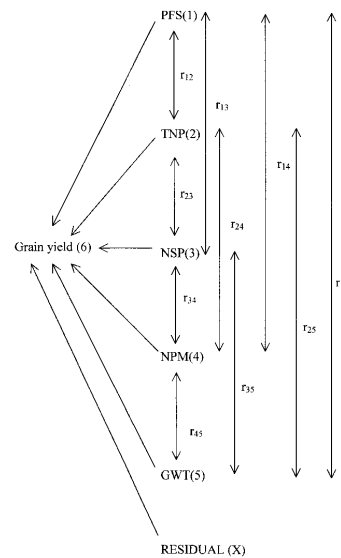 PFS(1)
r12
r13
TNP(2)
r14
r23
r24
Grain yield (6)
NSP(3)
r
r34
r25
NPM(4)
r35
r45
GWT(5)
RESIDUAL (X)